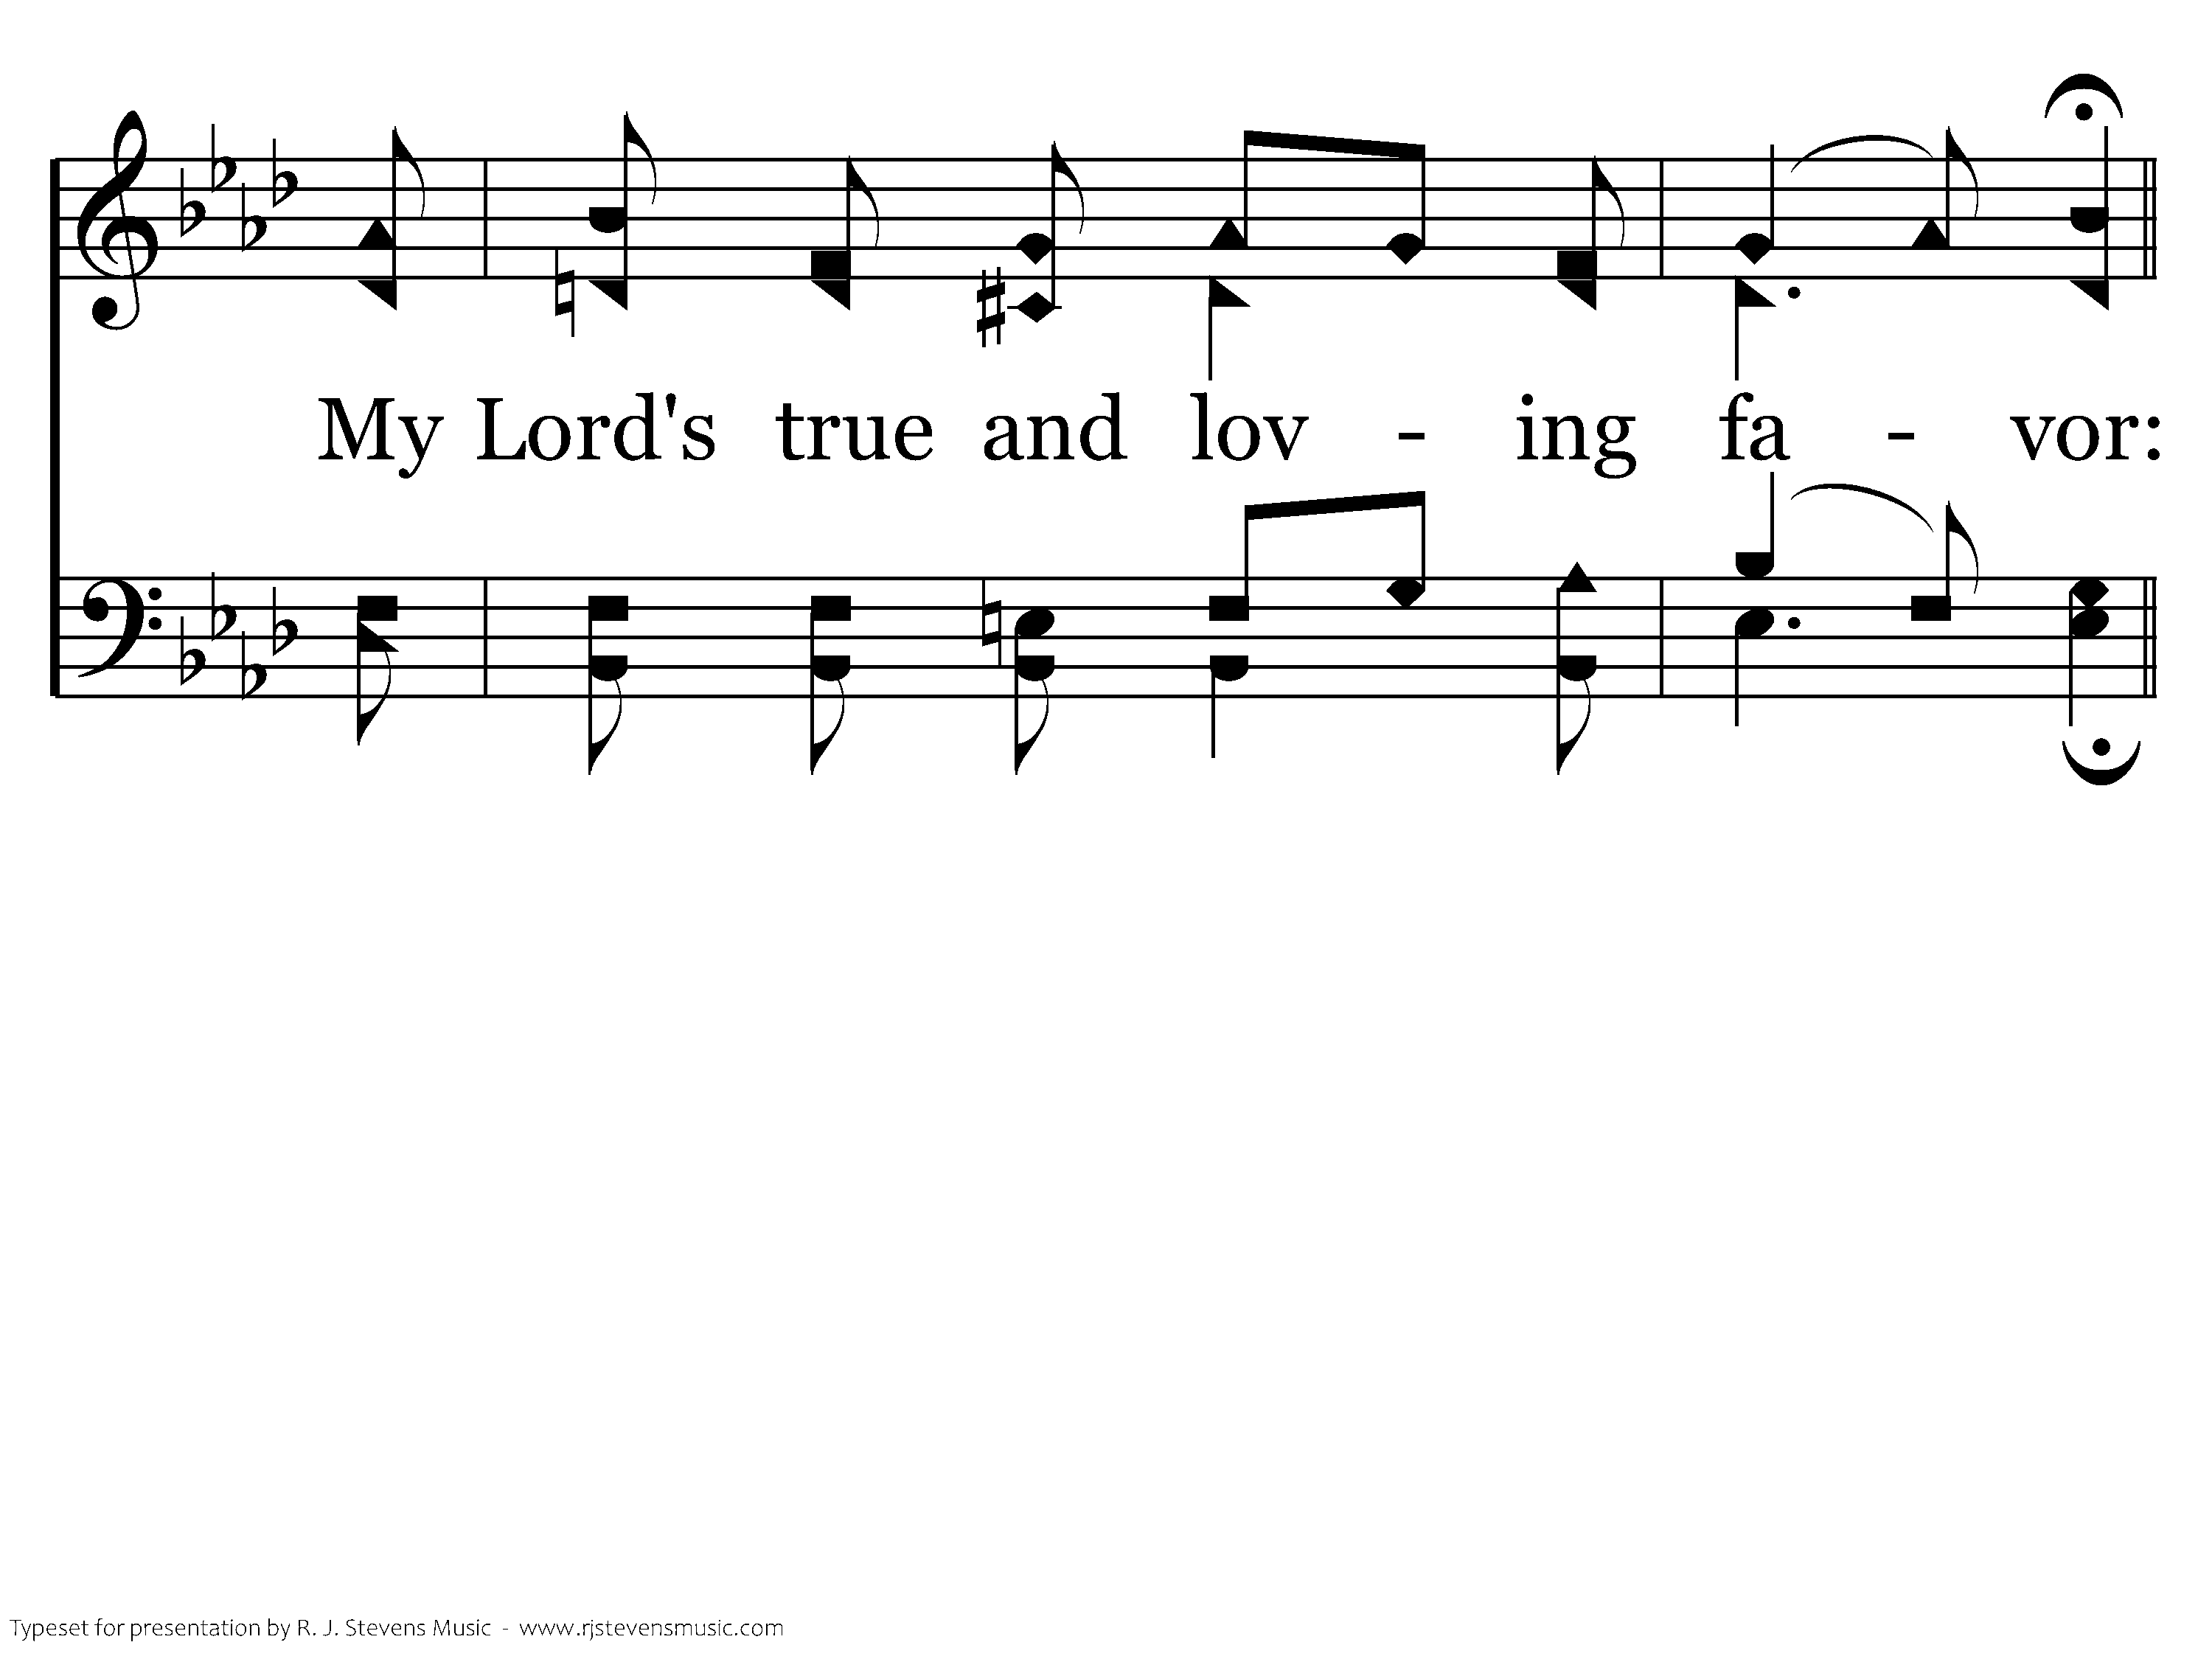 My Lord's true and lov - ing fa - vor:
Typeset for presentation by R. J. Stevens Music - www.rjstevensmusic.com